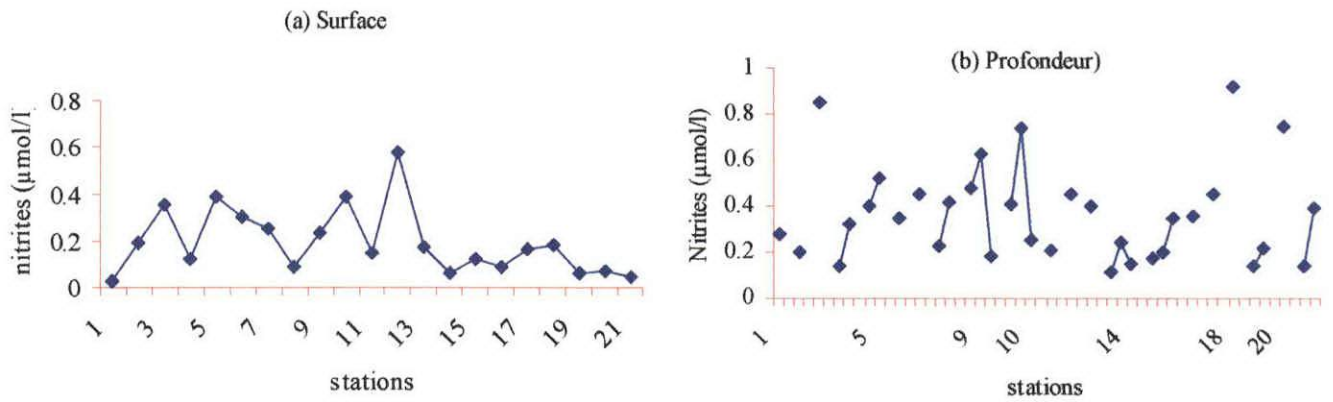 (a) Surface
nitrites (µmol/l
0.8
0.6
0.4
0.2
0
1 3 5 7 9 11 13 15 17 19 21
stations
(b) Profondeur)
Nitrites (µmol/l)
1
0.8
0.6
0.4
0.2
0
1 5 9 10 14 18 20
stations